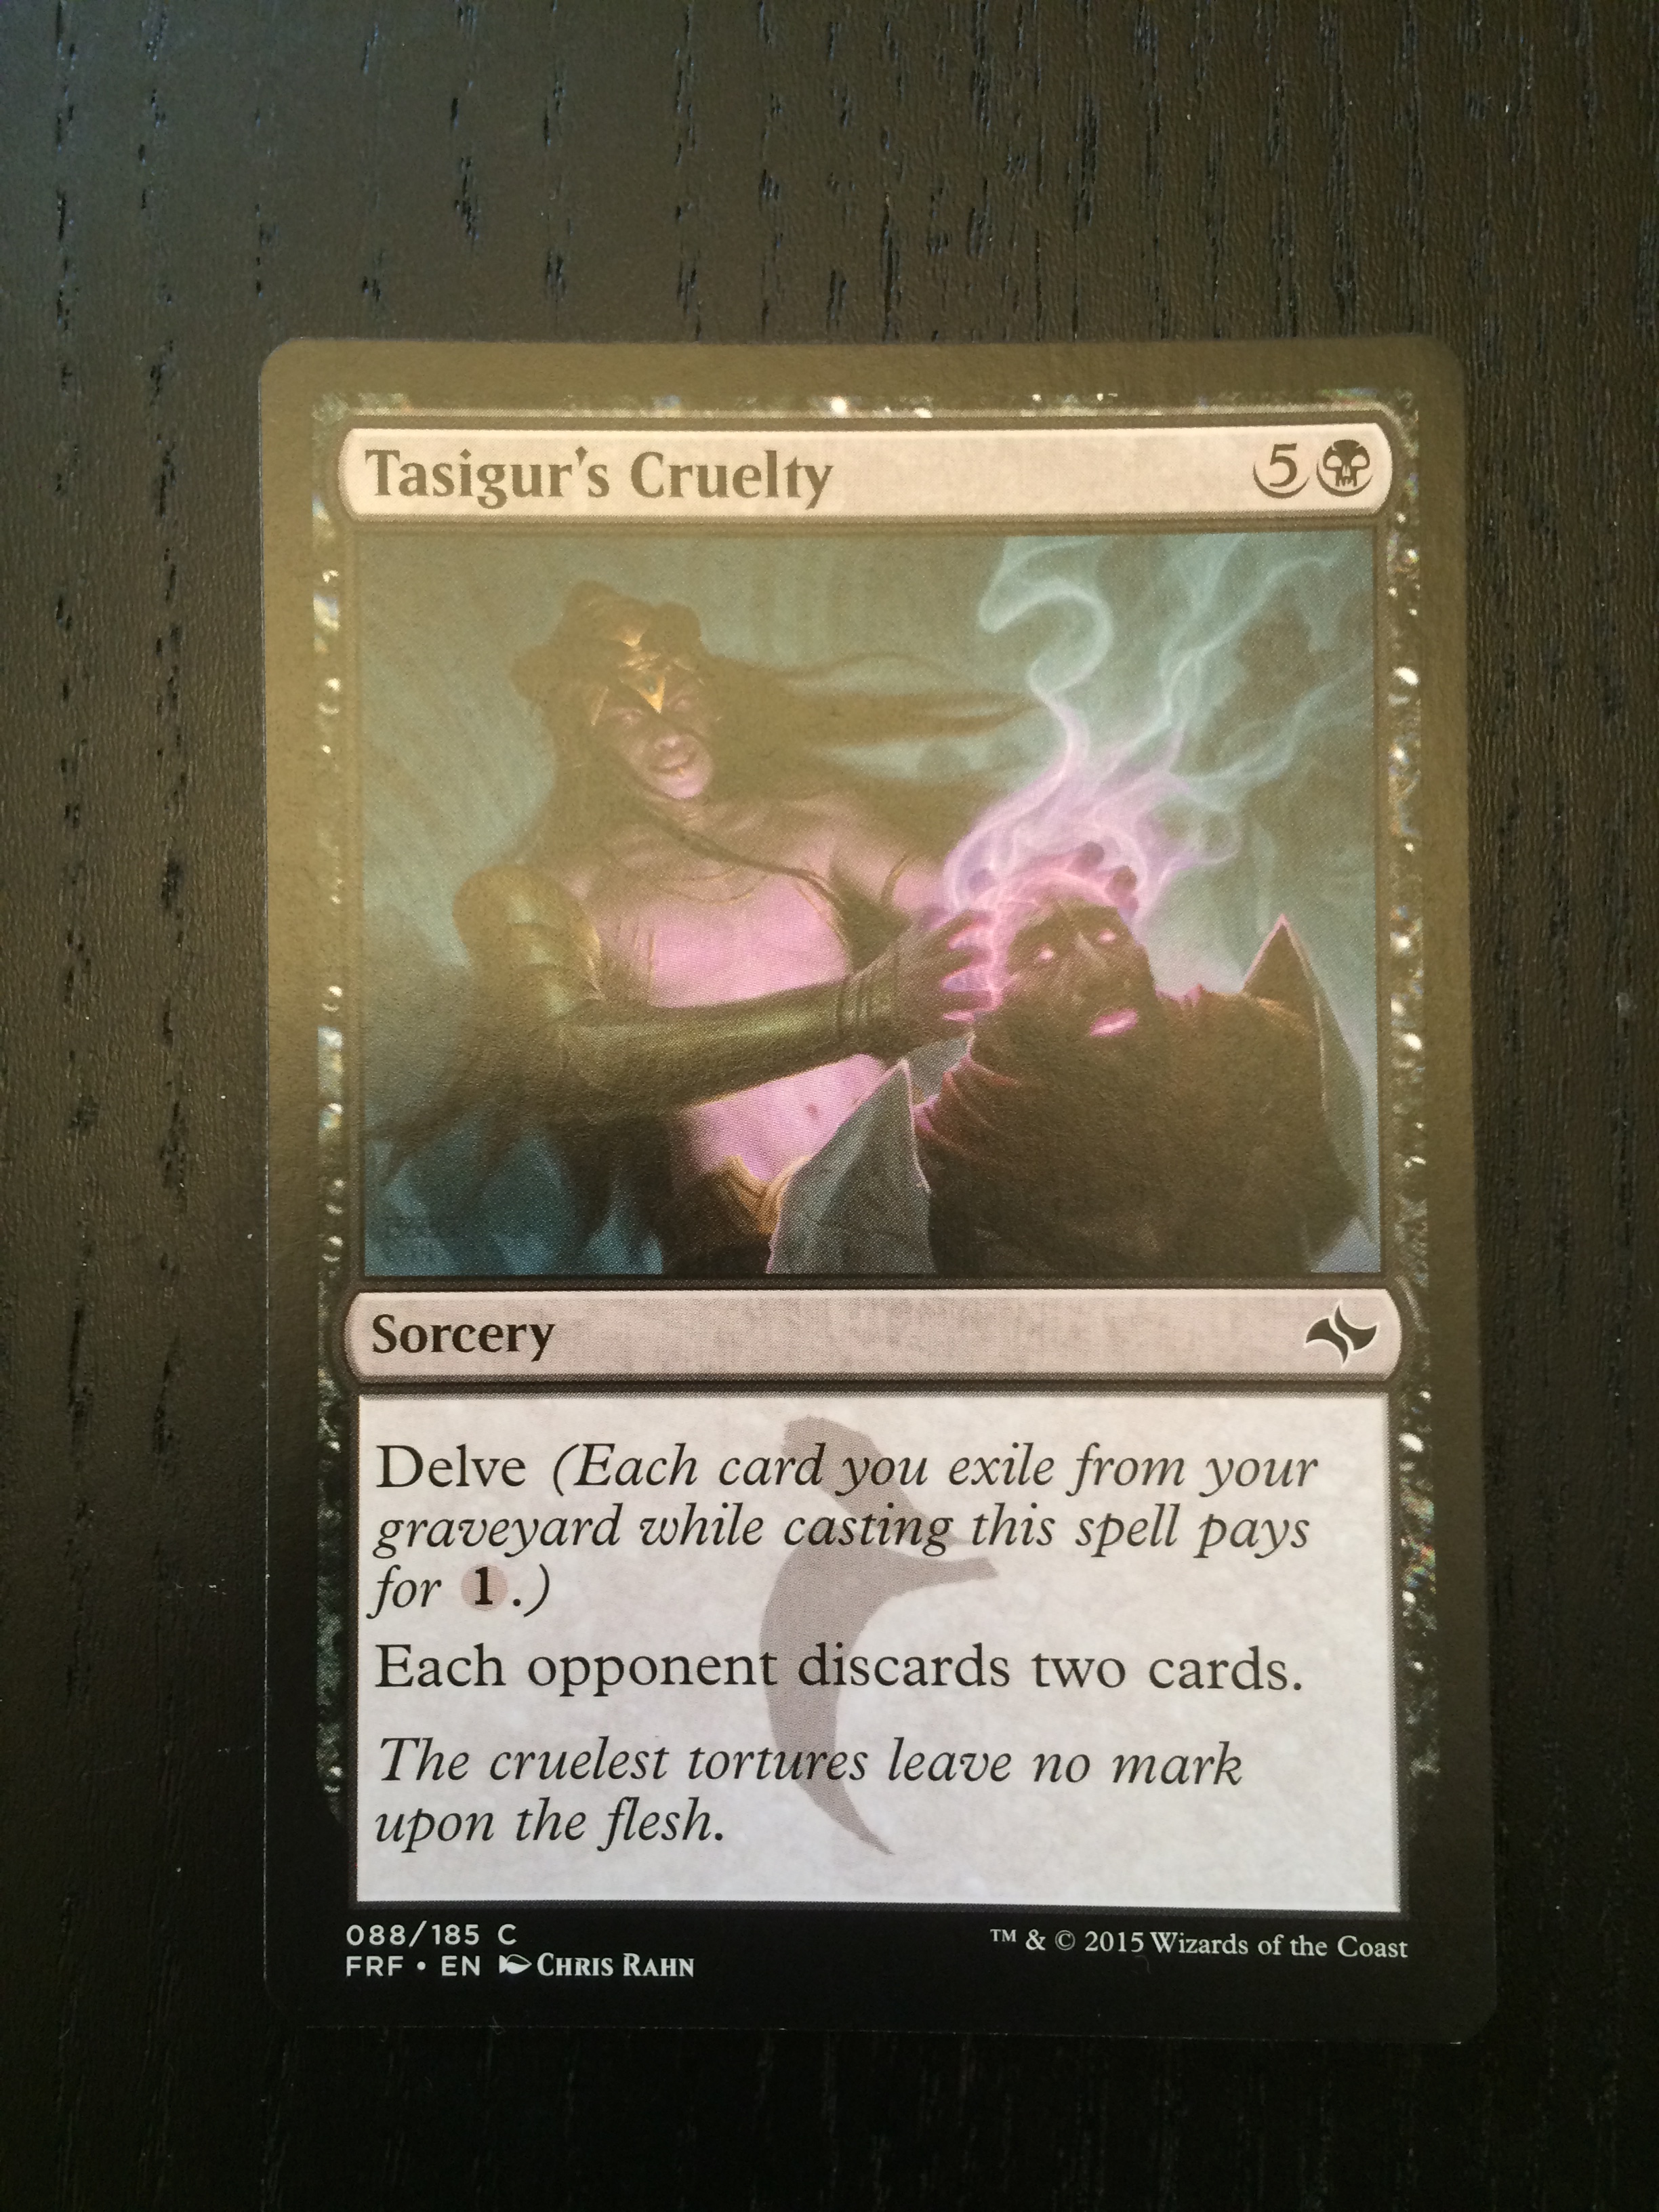 Tasigur's Cruelty 5
Sorcery
Delve (Each card you exile from your
graveyard while casting this spell pays
for 1.)
Each opponent discards two cards.
The cruelest tortures leave no mark
upon the flesh.
088/185 C
FRF • EN CHRIS RAHN
™ & © 2015 Wizards of the Coast